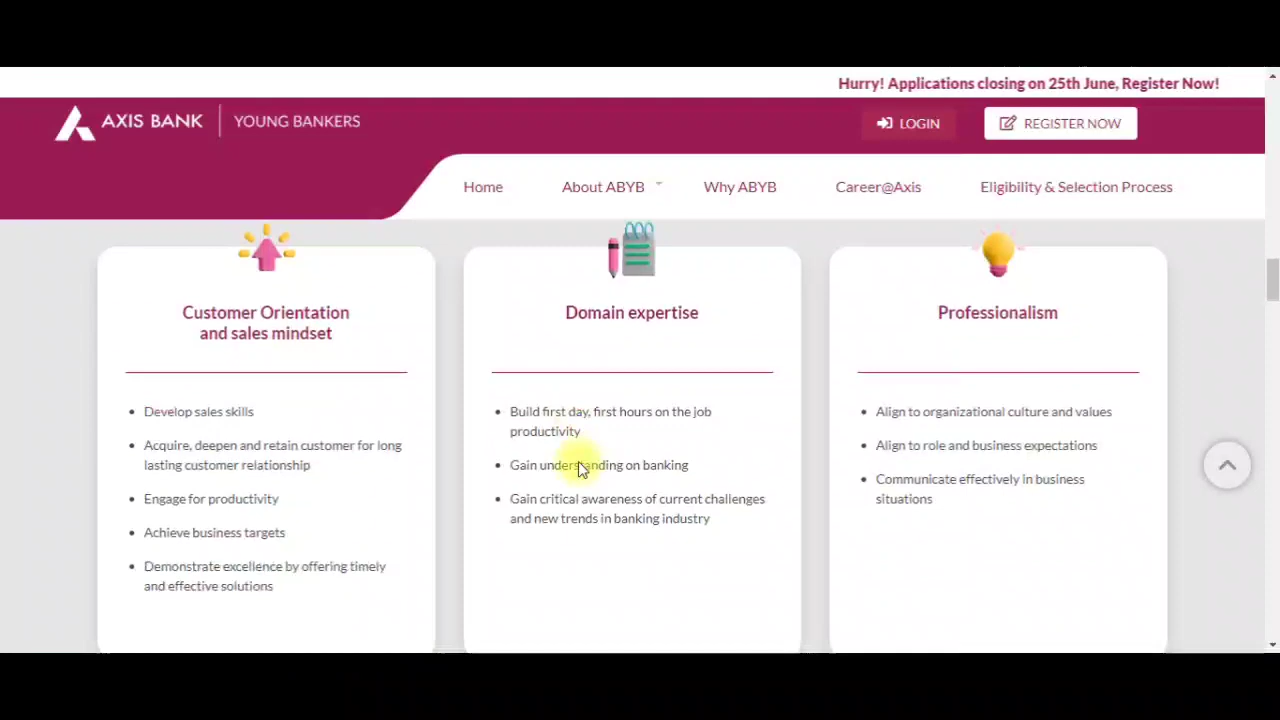 Hurry! Applications closing on 25th June, Register Now!
AXIS BANK YOUNG BANKERS
LOGIN
REGISTER NOW
Home
About ABYB
Why ABYB
Career@Axis
Eligibility & Selection Process
Customer Orientation
and sales mindset
Develop sales skills
Acquire, deepen and retain customer for long
lasting customer relationship
Engage for productivity
Achieve business targets
Demonstrate excellence by offering timely
and effective solutions
Domain expertise
Build first day, first hours on the job
productivity
Gain understanding on banking
Gain critical awareness of current challenges
and new trends in banking industry
Professionalism
Align to organizational culture and values
Align to role and business expectations
Communicate effectively in business
situations